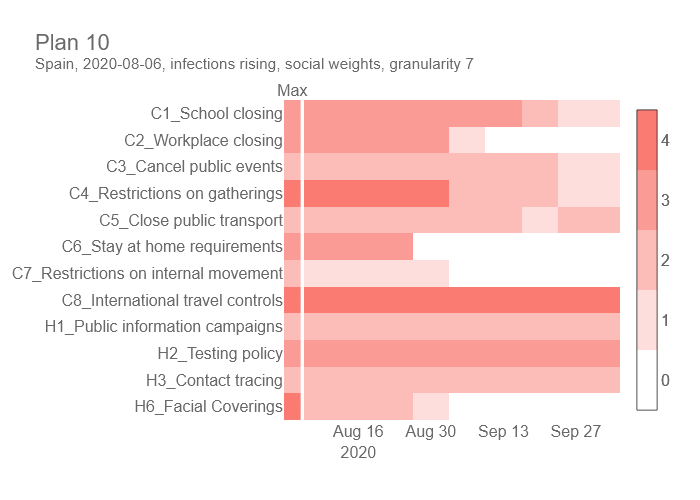 Plan 10
Spain, 2020-08-06, infections rising, social weights, granularity 7
Max
C1_School closing
C2_Workplace closing
C3_Cancel public events
C4_Restrictions on gatherings
C5_Close public transport
C6_Stay at home requirements
C7_Restrictions on internal movement
C8_International travel controls
H1_Public information campaigns
H2_Testing policy
H3_Contact tracing
H6_Facial Coverings
Aug 16 Aug 30 Sep 13 Sep 27
2020
4
3
2
1
0